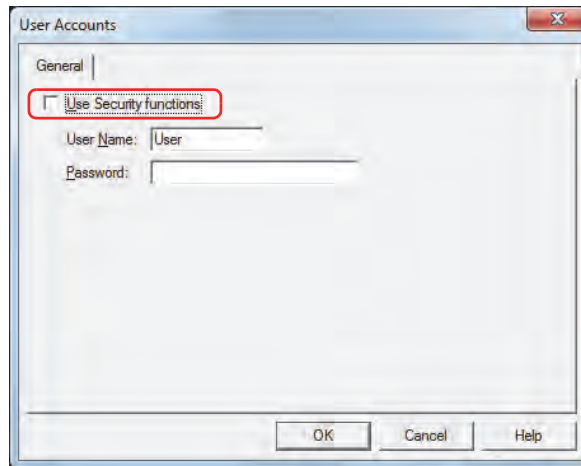 User Accounts
General
Use Security functions
User Name: User
Password:
OK Cancel Help